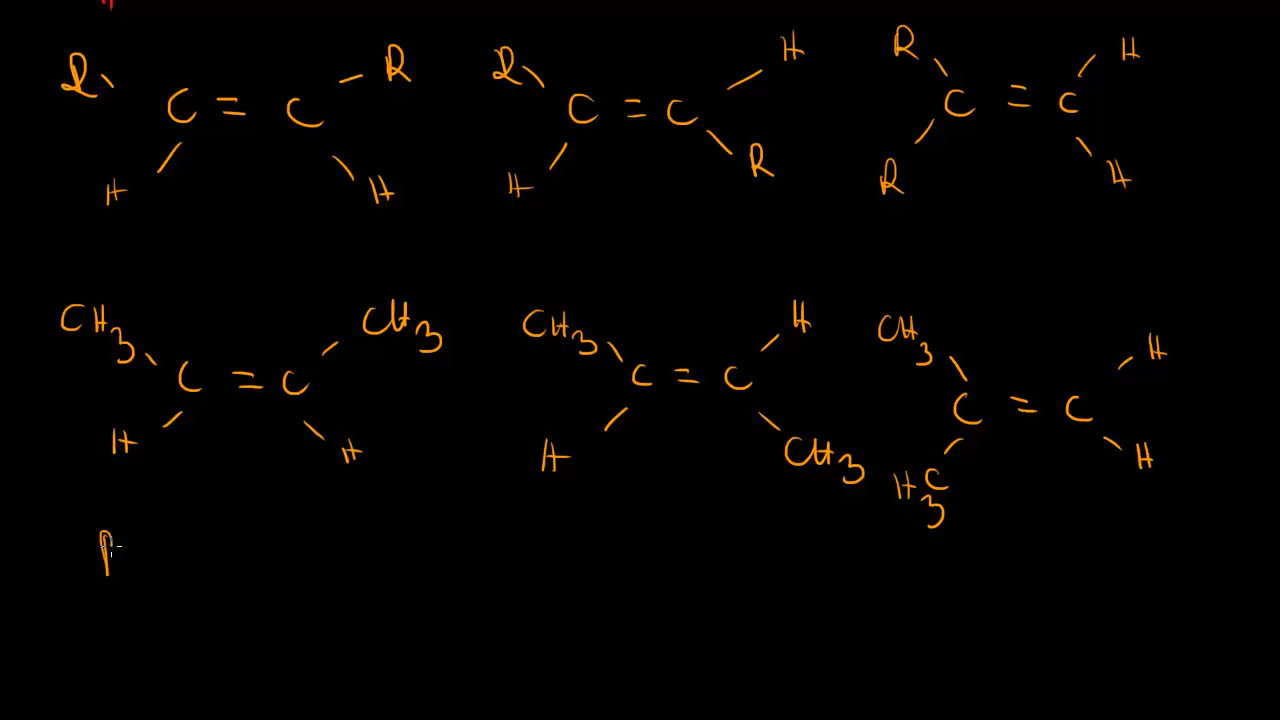 R R R H R H
C = C C = C C = C
H H H R R H
CH3 CH3 CH3 H CH3 H
C = C C = C C = C
H H H CH3 H3C H